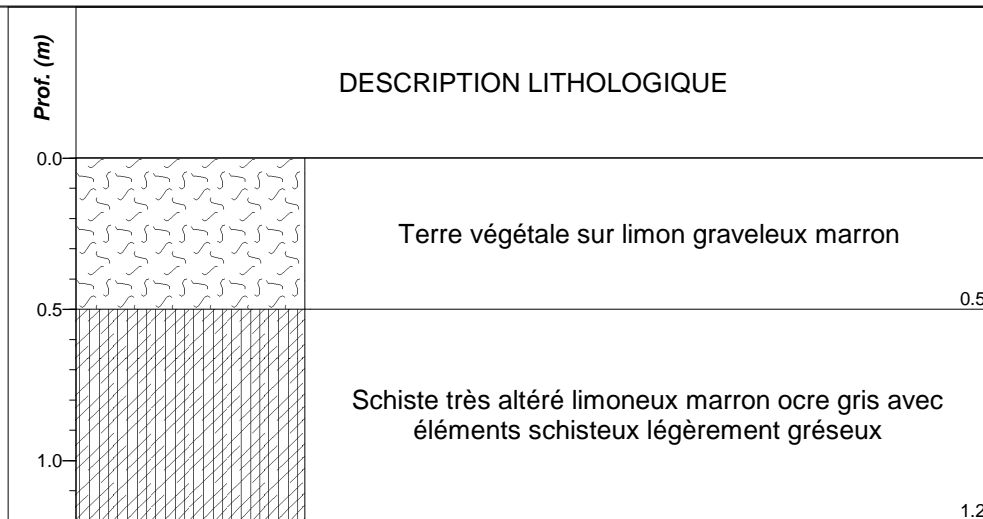 Prof. (m)
DESCRIPTION LITHOLOGIQUE
0.0
Terre végétale sur limon graveleux marron
0.5
0.5
Schiste très altéré limoneux marron ocre gris avec
éléments schisteux légèrement gréseux
1.0
1.2